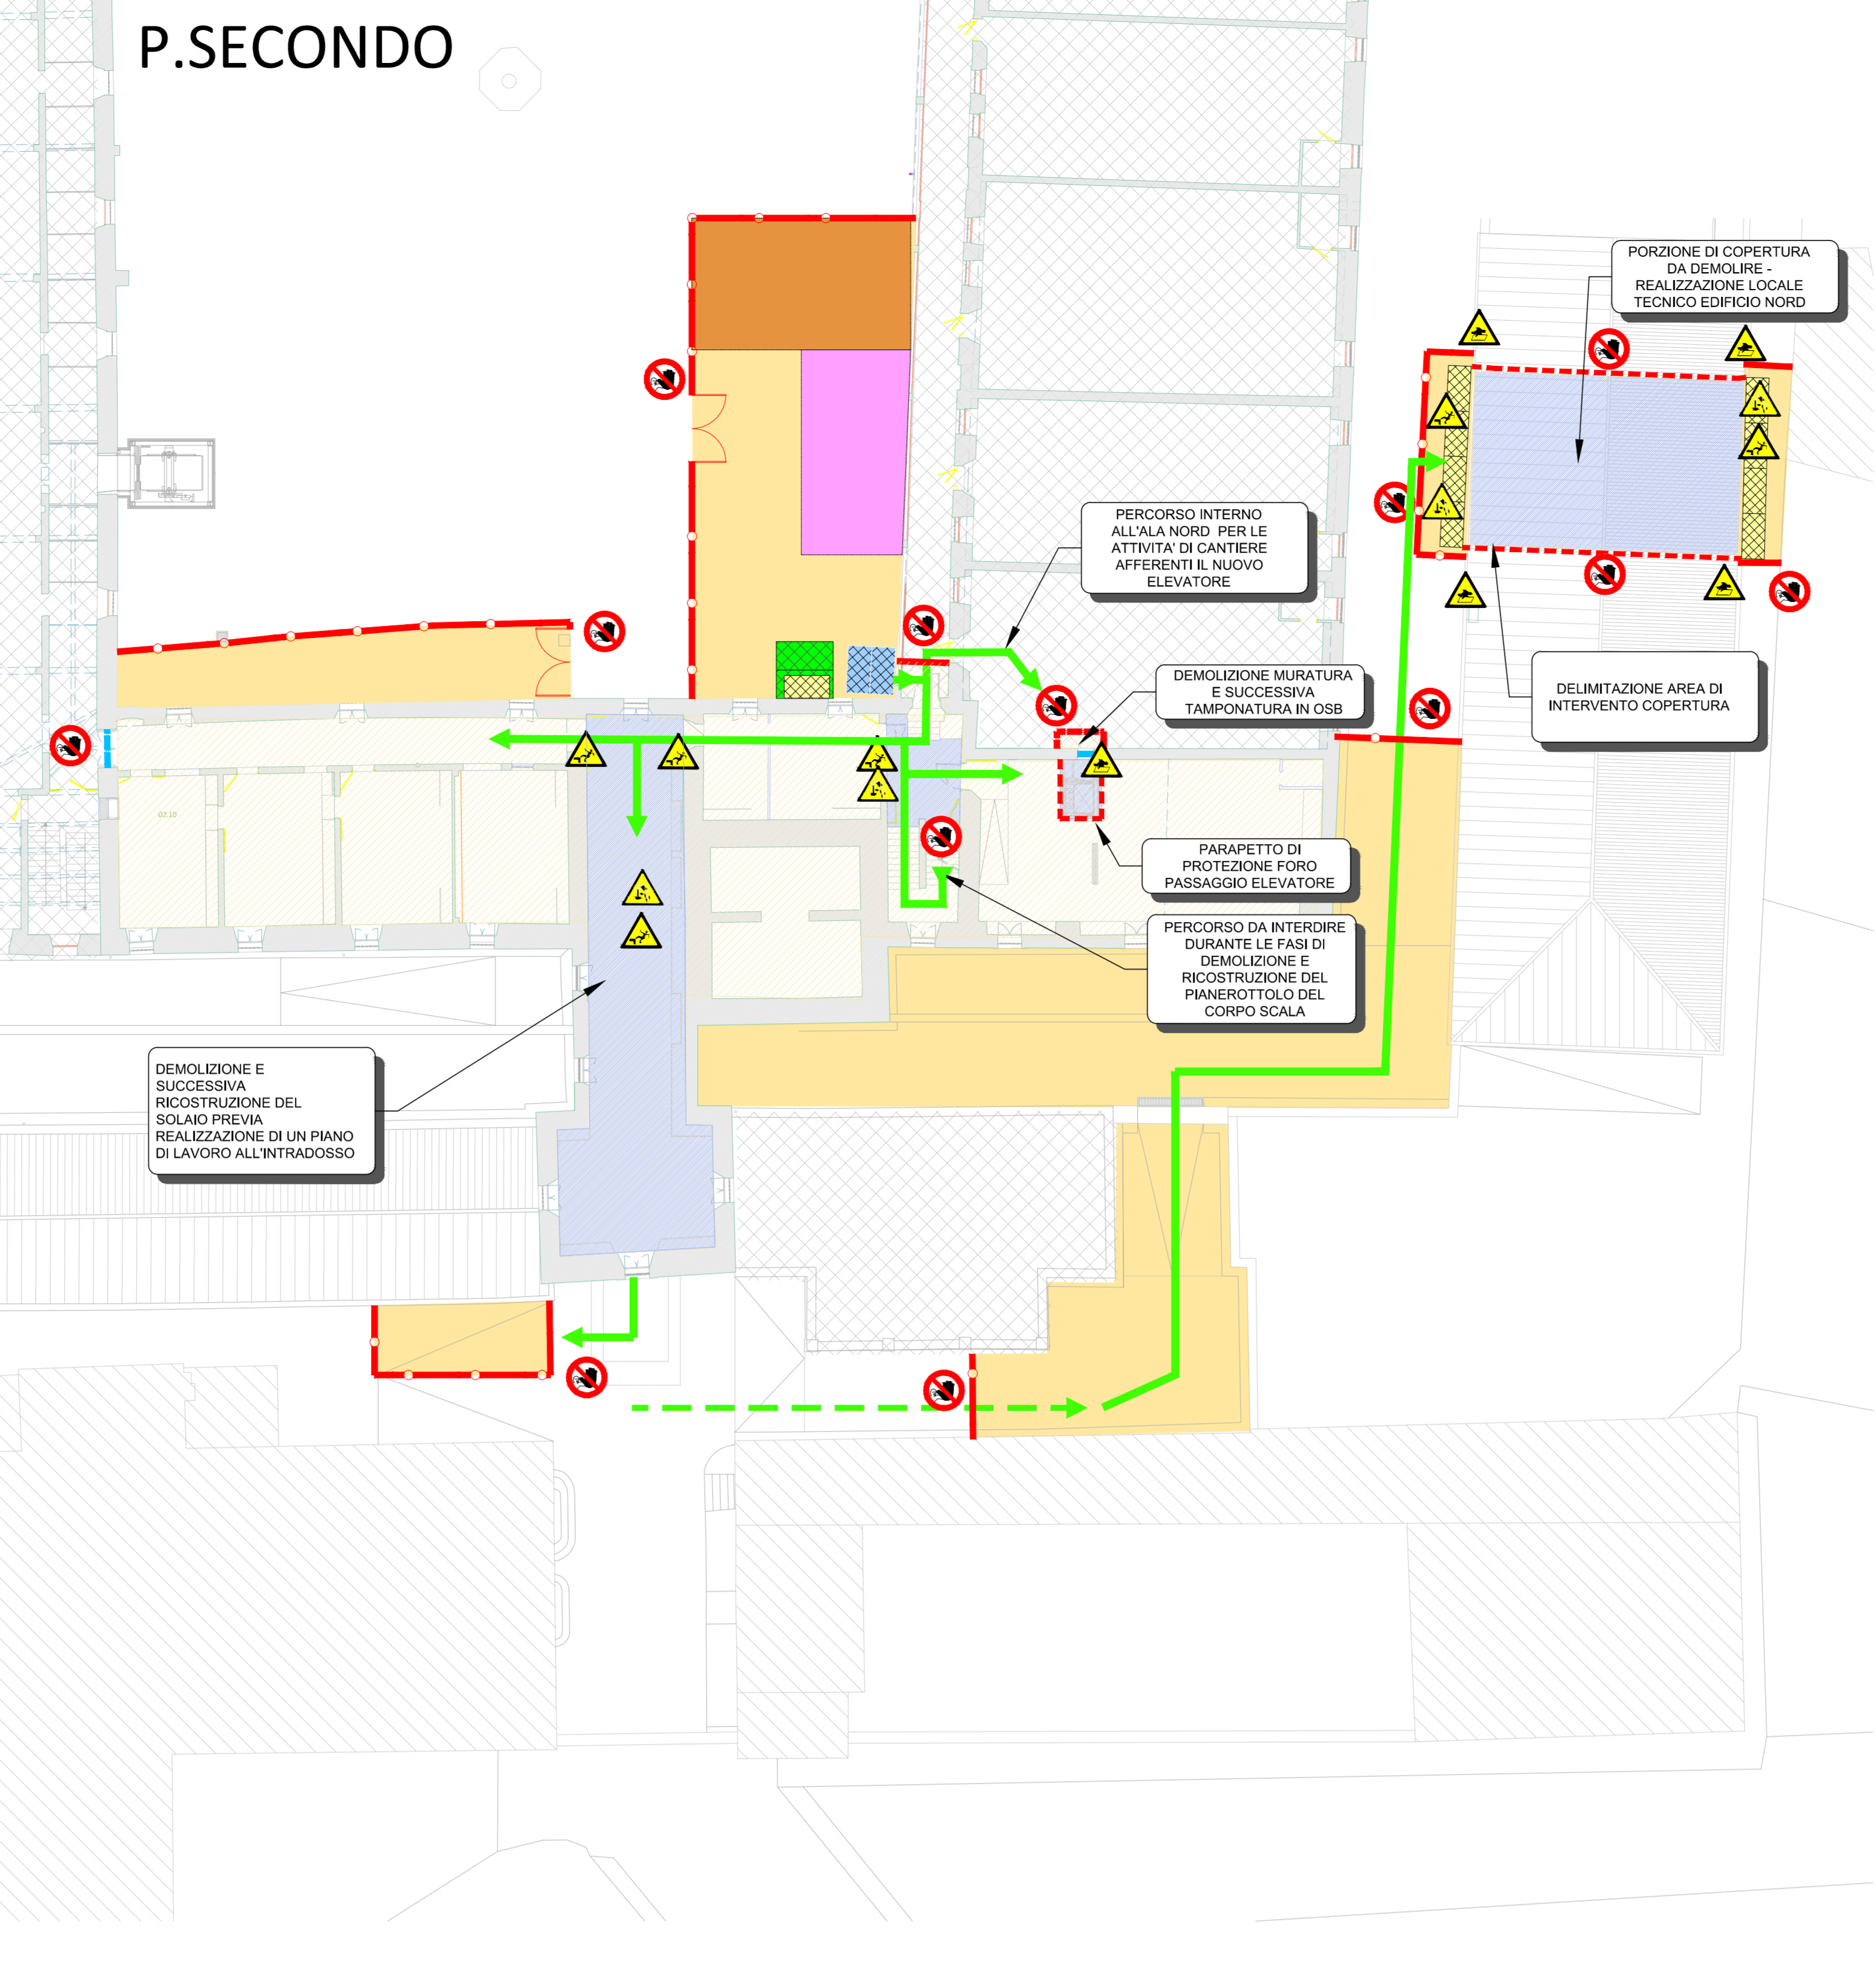 P.SECONDO
PORZIONE DI COPERTURA
DA DEMOLIRE -
REALIZZAZIONE LOCALE
TECNICO EDIFICIO NORD
PERCORSO INTERNO
ALL'ALA NORD PER LE
ATTIVITA' DI CANTIERE
AFFERENTI IL NUOVO
ELEVATORE
DEMOLIZIONE MURATURA
E SUCCESSIVA
TAMPONATURA IN OSB
DELIMITAZIONE AREA DI
INTERVENTO COPERTURA
02.10
PARAPETTO DI
PROTEZIONE FORO
PASSAGGIO ELEVATORE
PERCORSO DA INTERDIRE
DURANTE LE FASI DI
DEMOLIZIONE E
RICOSTRUZIONE DEL
PIANEROTTOLO DEL
CORPO SCALA
DEMOLIZIONE E
SUCCESSIVA
RICOSTRUZIONE DEL
SOLAIO PREVIA
REALIZZAZIONE DI UN PIANO
DI LAVORO ALL'INTRADOSSO